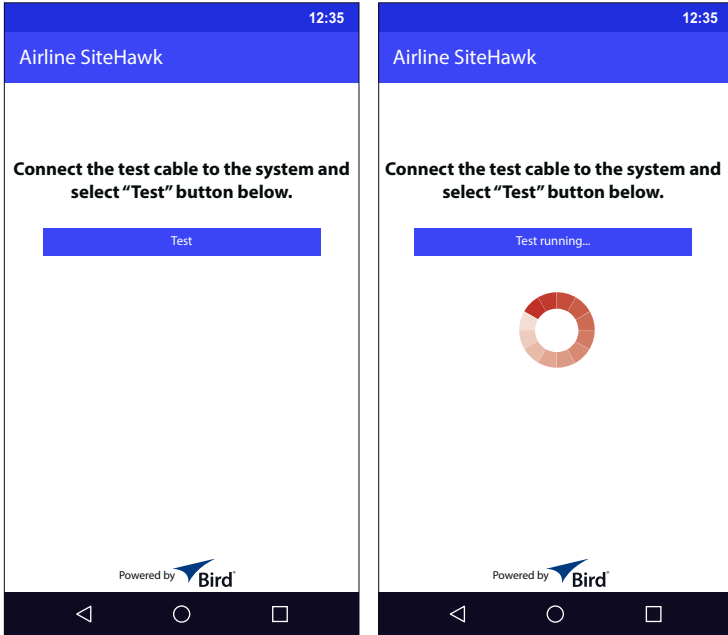 12:35
Airline SiteHawk
Connect the test cable to the system and
select “Test” button below.
Test
Powered by Bird
12:35
Airline SiteHawk
Connect the test cable to the system and
select “Test” button below.
Test running...
Powered by Bird